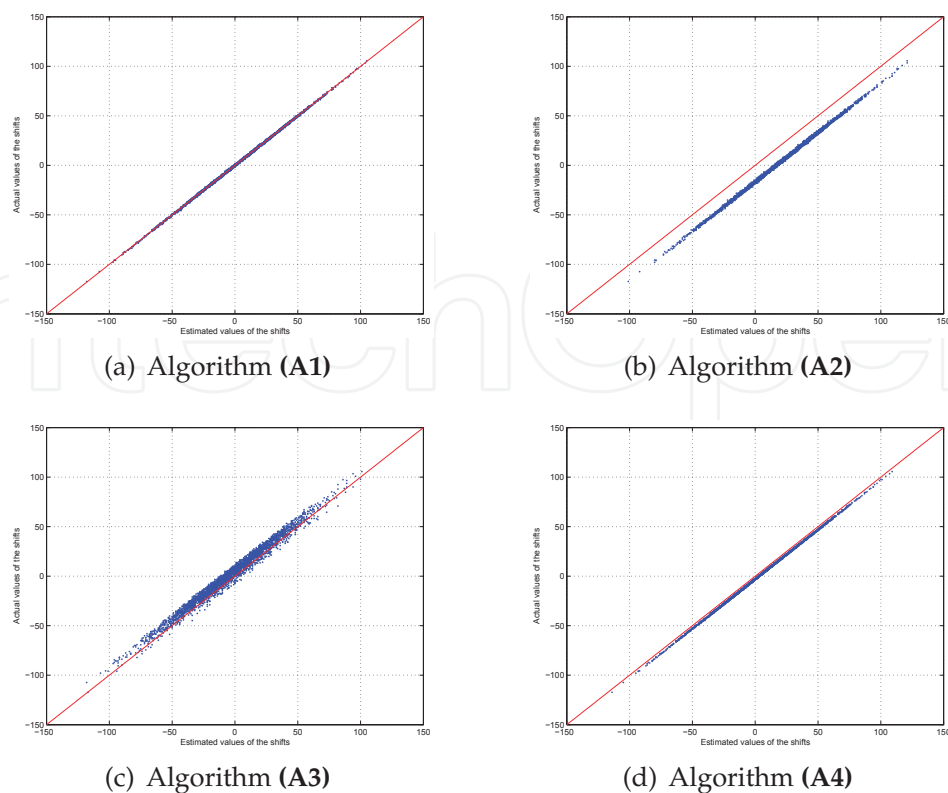 150
100
50
0
−50
−100
−150
Actual values of the shifts
−150 −100 −50 0 50 100 150
Estimated values of the shifts
(a) Algorithm (A1)
150
100
50
0
−50
−100
−150
Actual values of the shifts
−150 −100 −50 0 50 100 150
Estimated values of the shifts
(b) Algorithm (A2)
150
100
50
0
−50
−100
−150
Actual values of the shifts
−150 −100 −50 0 50 100 150
Estimated values of the shifts
(c) Algorithm (A3)
150
100
50
0
−50
−100
−150
Actual values of the shifts
−150 −100 −50 0 50 100 150
Estimated values of the shifts
(d) Algorithm (A4)